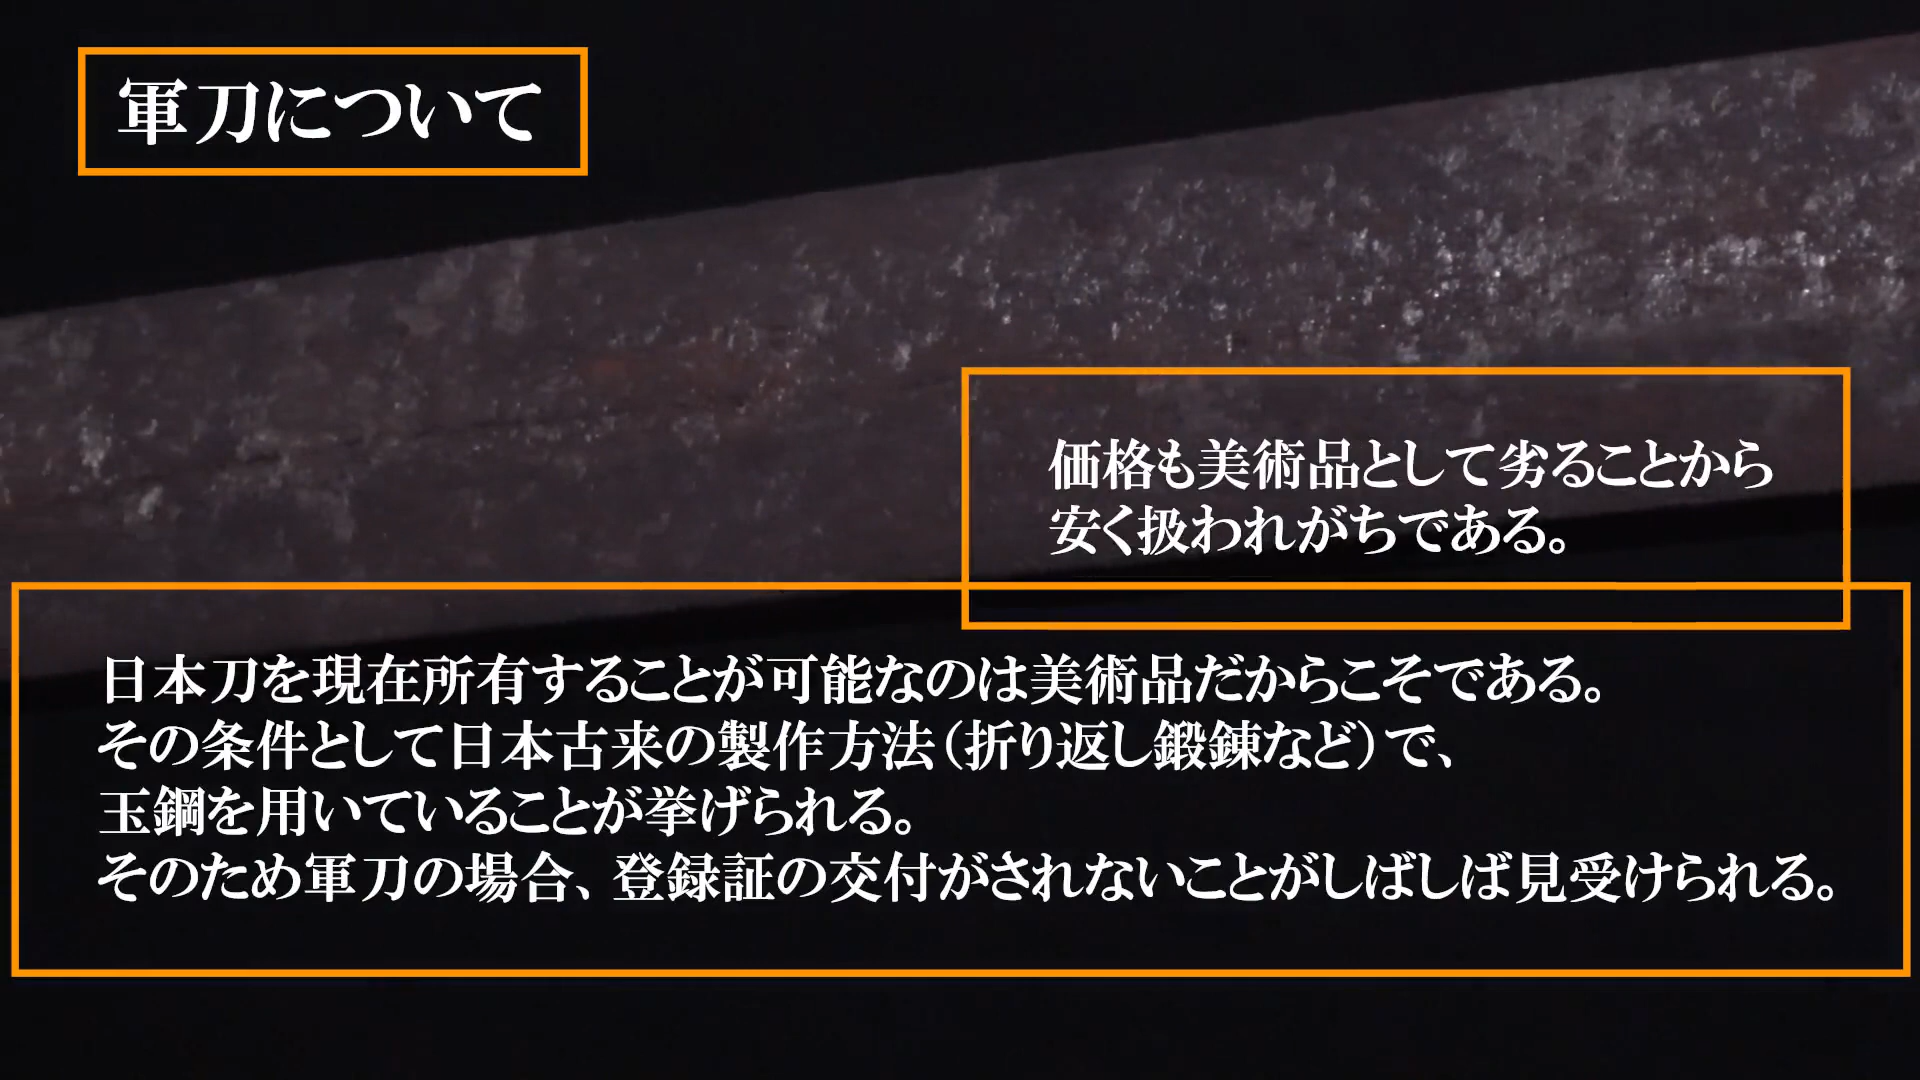 軍刀について
価格も美術品として劣ることから
安く扱われがちである。
日本刀を現在所有することが可能なのは美術品だからこそである。
その条件として日本古来の製作方法（折り返し鍛錬など）で、
玉鋼を用いていることが挙げられる。
そのため軍刀の場合、登録証の交付がされないことがしばしば見受けられる。